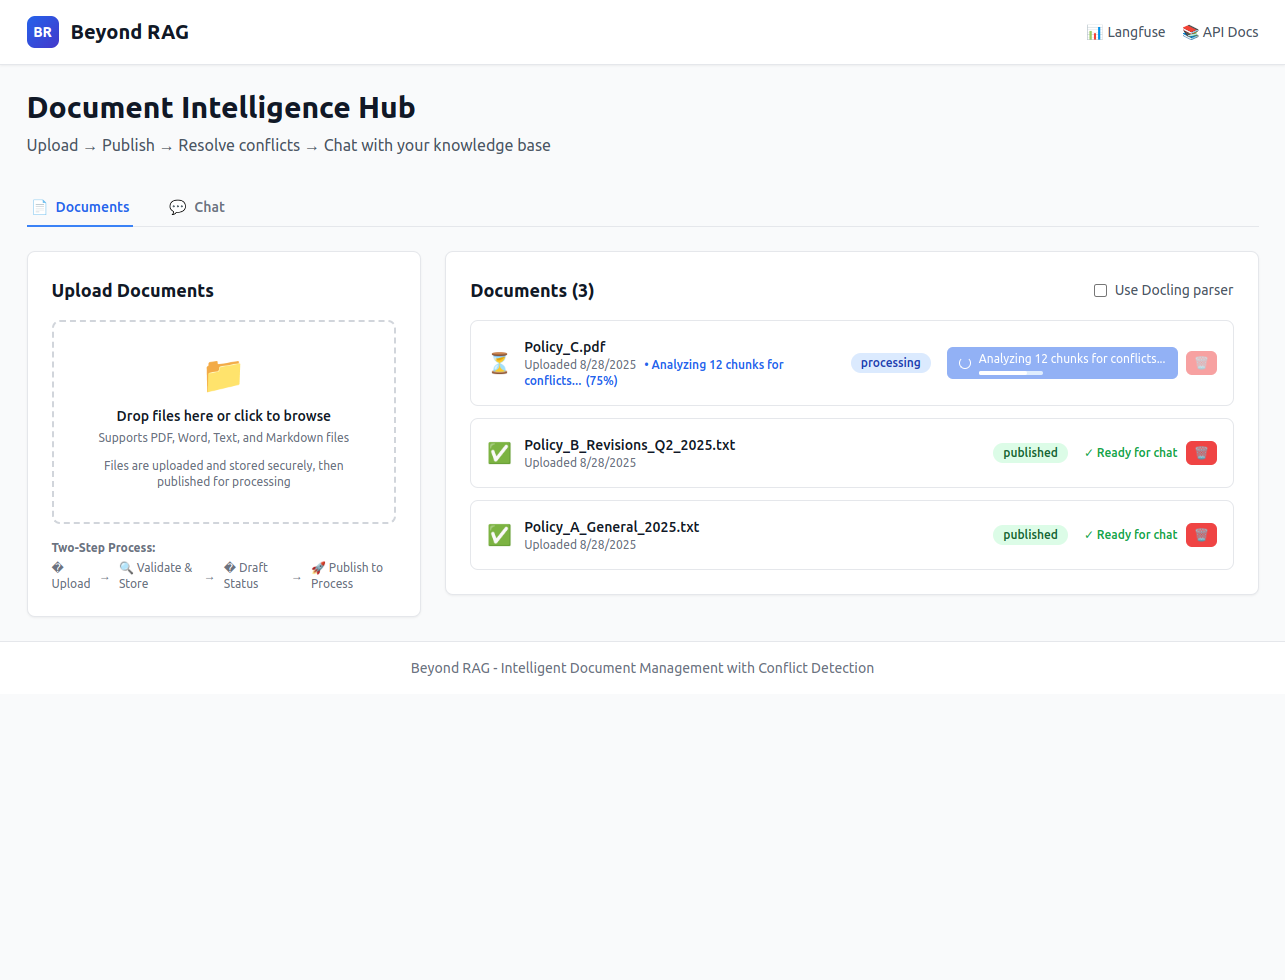 BR Beyond RAG
📊 Langfuse 📚 API Docs
Document Intelligence Hub
Upload → Publish → Resolve conflicts → Chat with your knowledge base
📄 Documents 💬 Chat
Upload Documents
📁
Drop files here or click to browse
Supports PDF, Word, Text, and Markdown files
Files are uploaded and stored securely, then
published for processing
Two-Step Process:
� Upload → 🔍 Validate & Store → � Draft Status → 🚀 Publish to Process
Documents (3)
Use Docling parser
Policy_C.pdf
Uploaded 8/28/2025 • Analyzing 12 chunks for
conflicts... (75%)
processing
Analyzing 12 chunks for conflicts...
Policy_B_Revisions_Q2_2025.txt
Uploaded 8/28/2025
published
✓ Ready for chat
Policy_A_General_2025.txt
Uploaded 8/28/2025
published
✓ Ready for chat
Beyond RAG - Intelligent Document Management with Conflict Detection